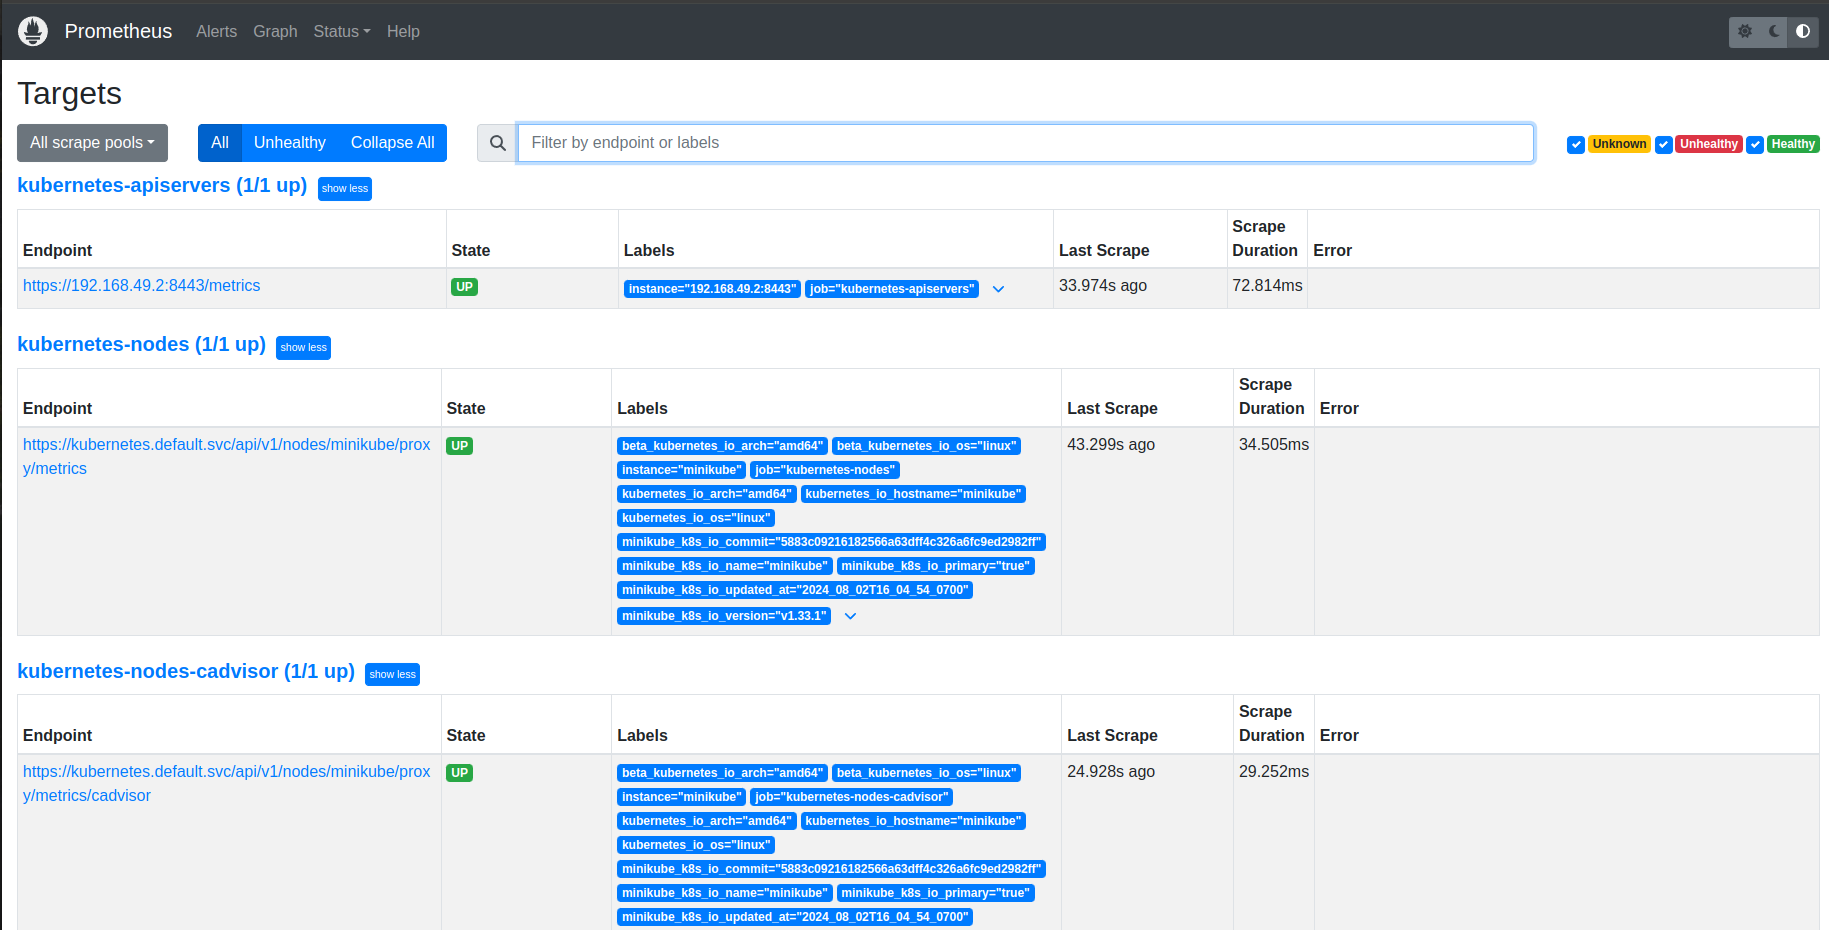 Prometheus Alerts Graph Status Help
Targets
All scrape pools All Unhealthy Collapse All Filter by endpoint or labels Unknown Unhealthy Healthy
kubernetes-apiservers (1/1 up) show less
Endpoint State Labels Last Scrape Scrape Duration Error
https://192.168.49.2:8443/metrics UP instance="192.168.49.2:8443" job="kubernetes-apiservers" 33.974s ago 72.814ms
kubernetes-nodes (1/1 up) show less
Endpoint State Labels Last Scrape Scrape Duration Error
https://kubernetes.default.svc/api/v1/nodes/minikube/prox
y/metrics
UP
beta_kubernetes_io_arch="amd64" beta_kubernetes_io_os="linux"
instance="minikube" job="kubernetes-nodes"
kubernetes_io_arch="amd64" kubernetes_io_hostname="minikube"
kubernetes_io_os="linux"
minikube_k8s_io_commit="5883c09216182566a63dff4c326a6fc9ed2982ff"
minikube_k8s_io_name="minikube" minikube_k8s_io_primary="true"
minikube_k8s_io_updated_at="2024_08_02T16_04_54_0700"
minikube_k8s_io_version="v1.33.1"
43.299s ago 34.505ms
kubernetes-nodes-cadvisor (1/1 up) show less
Endpoint State Labels Last Scrape Scrape Duration Error
https://kubernetes.default.svc/api/v1/nodes/minikube/prox
y/metrics/cadvisor
UP
beta_kubernetes_io_arch="amd64" beta_kubernetes_io_os="linux"
instance="minikube" job="kubernetes-nodes-cadvisor"
kubernetes_io_arch="amd64" kubernetes_io_hostname="minikube"
kubernetes_io_os="linux"
minikube_k8s_io_commit="5883c09216182566a63dff4c326a6fc9ed2982ff"
minikube_k8s_io_name="minikube" minikube_k8s_io_primary="true"
minikube_k8s_io_updated_at="2024_08_02T16_04_54_0700"
24.928s ago 29.252ms